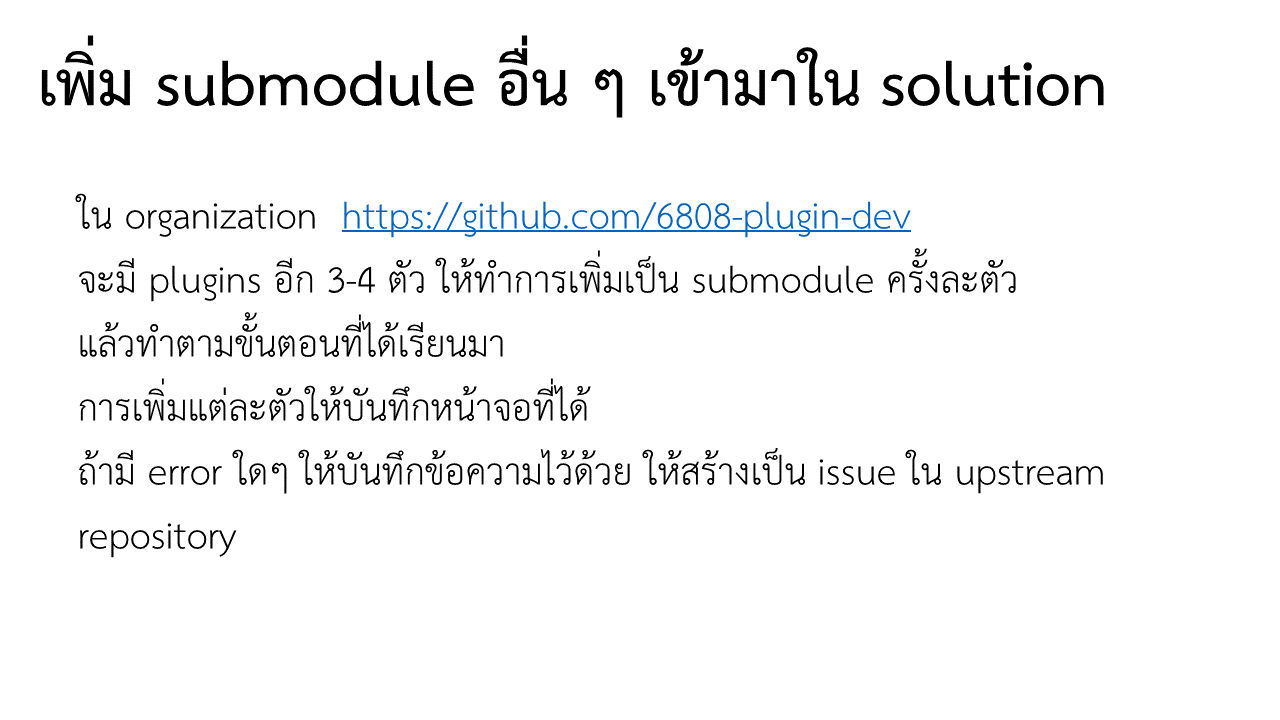 เพิ่ม submodule อื่น ๆ เข้ามาใน solution
ใน organization https://github.com/6808-plugin-dev
จะมี plugins อีก 3-4 ตัว ให้ทำการเพิ่มเป็น submodule ครั้งละตัว
แล้วทำตามขั้นตอนที่ได้เรียนมา
การเพิ่มแต่ละตัวให้บันทึกหน้าจอที่ได้
ถ้ามี error ใดๆ ให้บันทึกข้อความไว้ด้วย ให้สร้างเป็น issue ใน upstream
repository